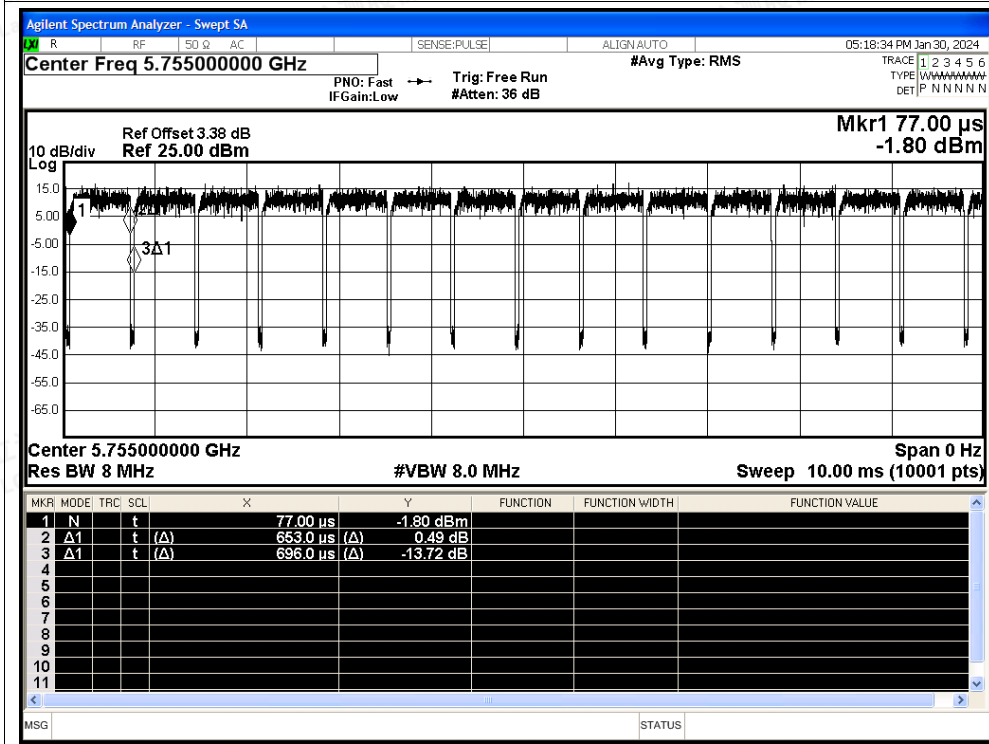 Agilent Spectrum Analyzer - Swept SA
LXI R RF 50 Ω AC SENSE:PULSE ALIGN AUTO 05:18:34 PM Jan 30, 2024
Center Freq 5.755000000 GHz
#Avg Type: RMS
TRACE 1 2 3 4 5 6
PNO: Fast Trig: Free Run
TYPE W
IFGain:Low #Atten: 36 dB
DET P N N N N N
Mkr1 77.00 µs
Ref Offset 3.38 dB
-1.80 dBm
10 dB/div Ref 25.00 dBm
Log
15.0
5.00
1
-5.00
3Δ1
-15.0
-25.0
-35.0
-45.0
-55.0
-65.0
Center 5.755000000 GHz Span 0 Hz
Res BW 8 MHz #VBW 8.0 MHz Sweep 10.00 ms (10001 pts)
MKR MODE TRC SCL X Y FUNCTION FUNCTION WIDTH FUNCTION VALUE
1 N t 77.00 µs -1.80 dBm
2 Δ1 t (Δ) 653.0 µs (Δ) 0.49 dB
3 Δ1 t (Δ) 696.0 µs (Δ) -13.72 dB
4
5
6
7
8
9
10
11
MSG STATUS